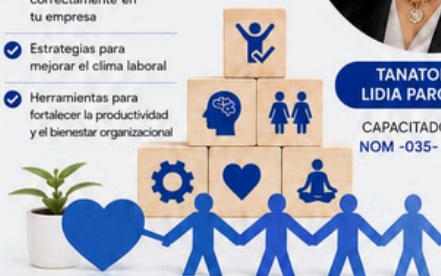 correctamente en
tu empresa
Estrategias para
mejorar el clima laboral
Herramientas para
fortalecer la productividad
y el bienestar organizacional
TANATO
LIDIA PARC
CAPACITADO
NOM -035-